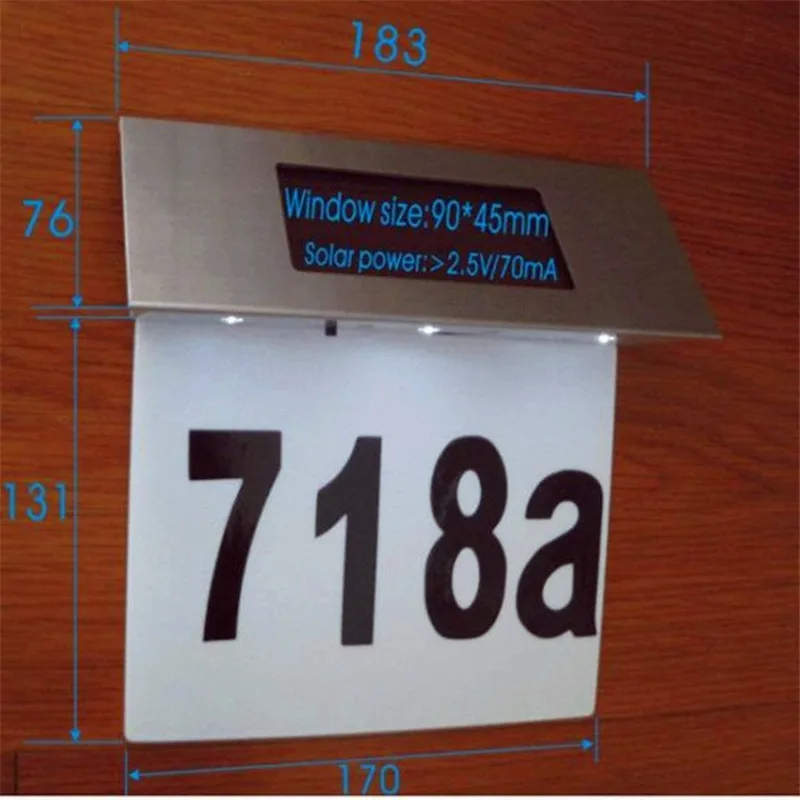 183
Window size:90*45mm
76
Solar power:>2.5V/70mA
131
718a
170